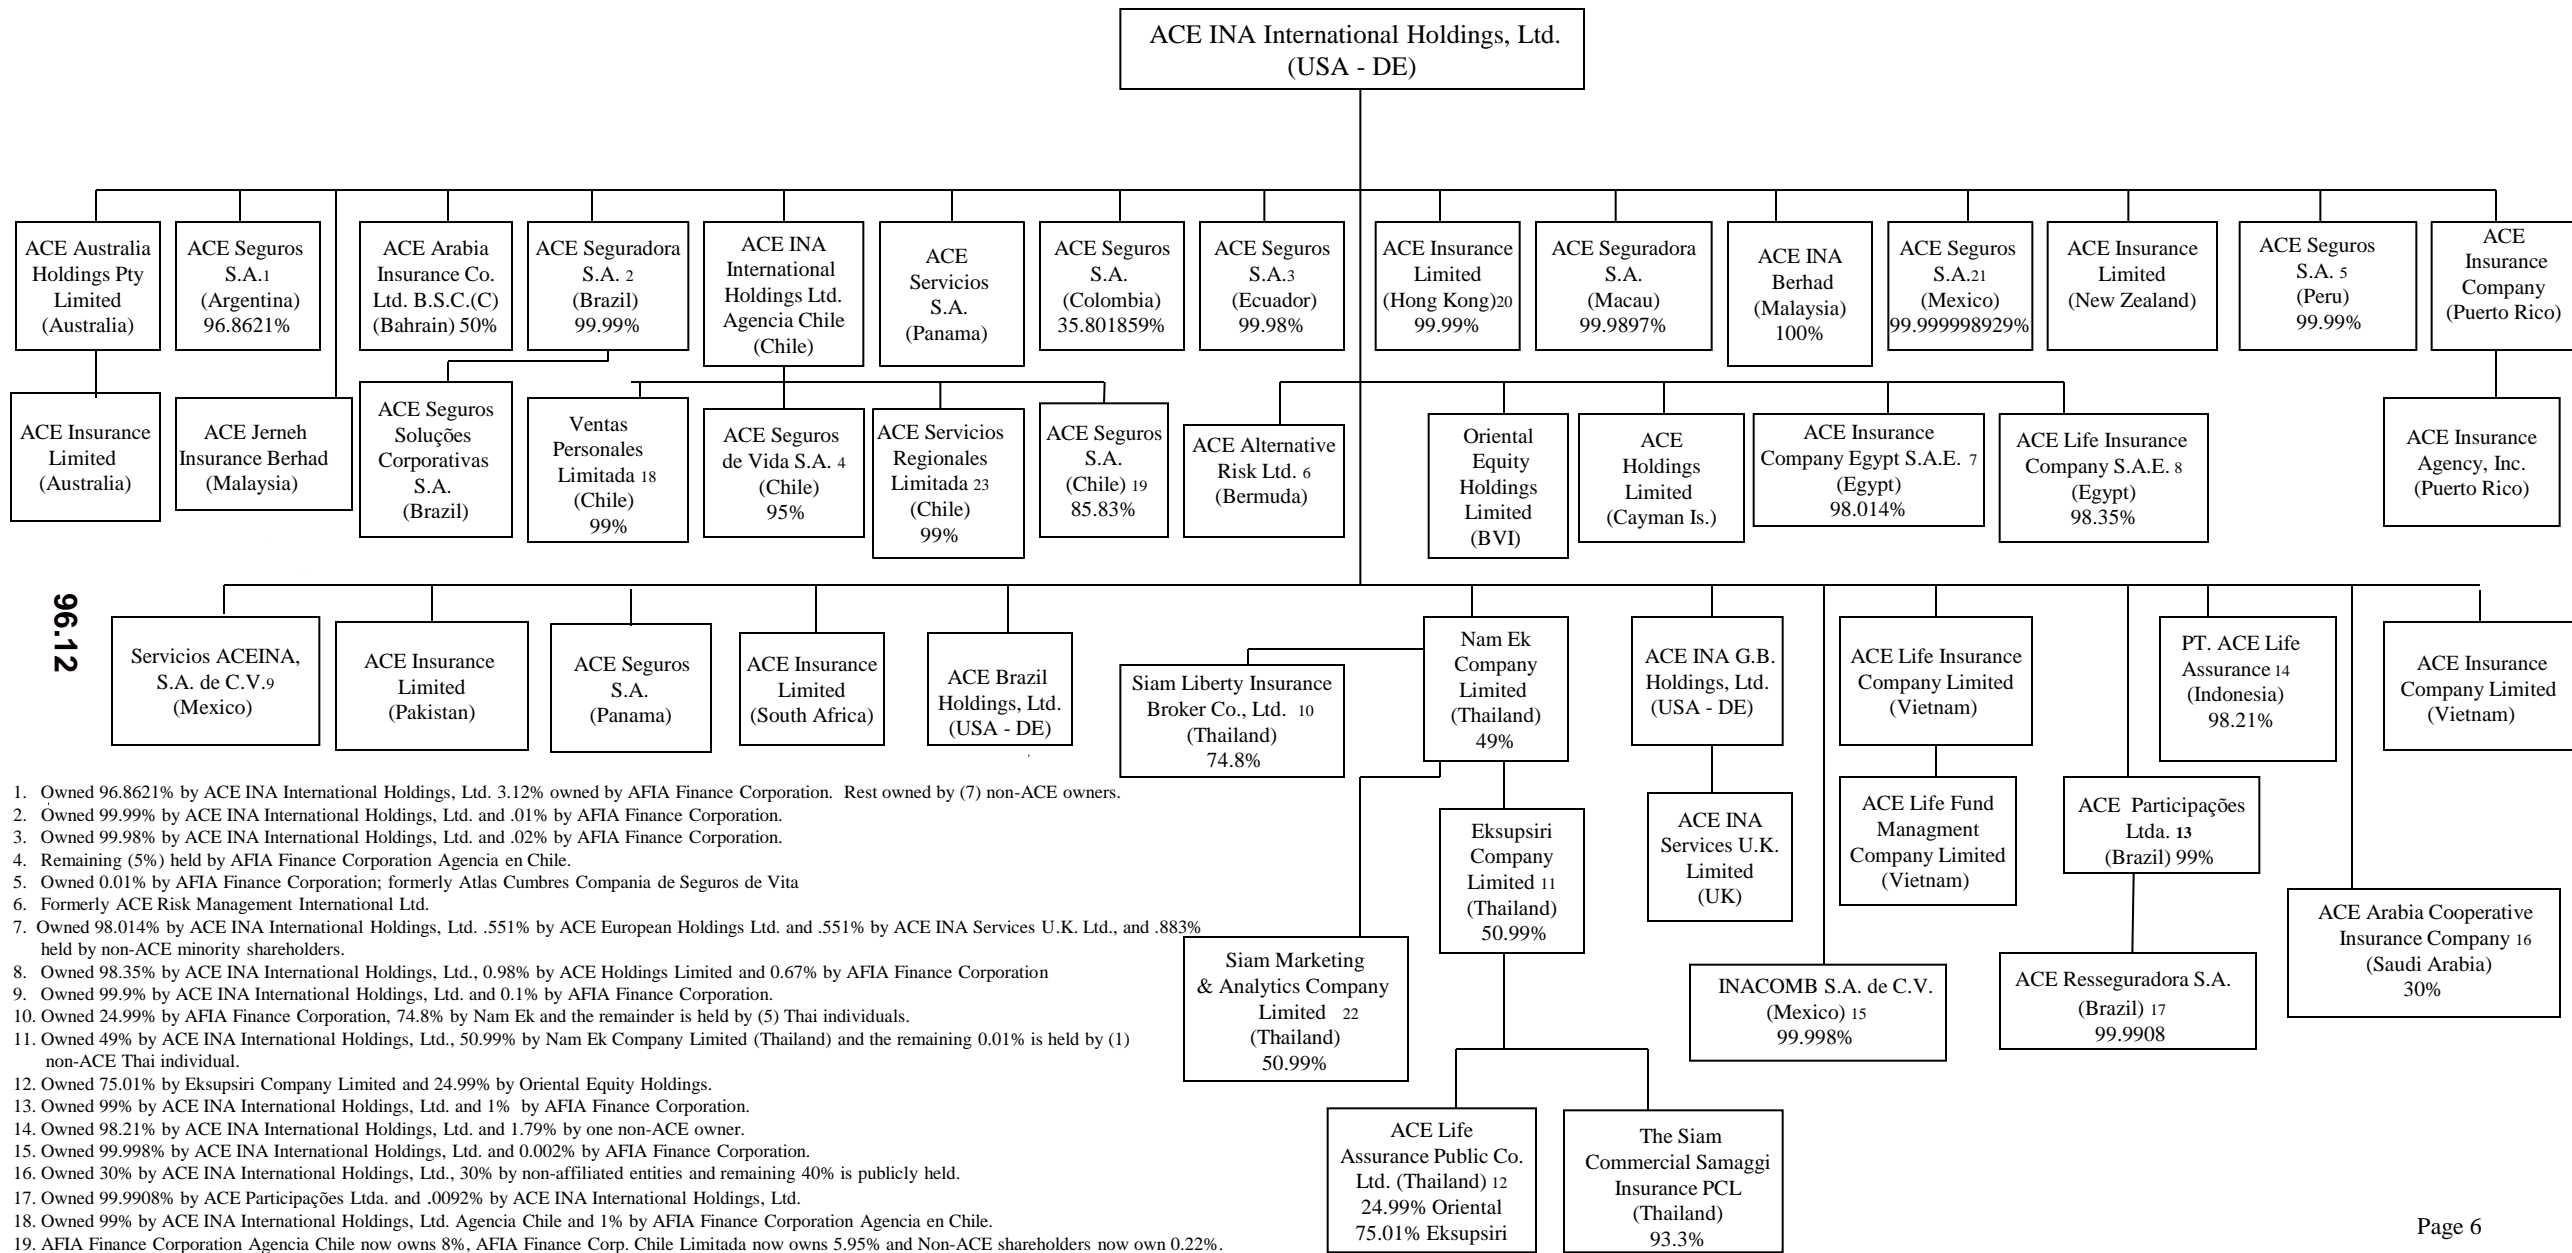 ACE INA International Holdings, Ltd.
(USA - DE)
ACE Australia
Holdings Pty
Limited
(Australia)
ACE Seguros
S.A.1
(Argentina)
96.8621%
ACE Arabia
Insurance Co.
Ltd. B.S.C.(C)
(Bahrain) 50%
ACE Seguradora
S.A. 2
(Brazil)
99.99%
ACE INA
International
Holdings Ltd.
Agencia Chile
(Chile)
ACE
Servicios
S.A.
(Panama)
ACE Seguros
S.A.
(Colombia)
35.801859%
ACE Seguros
S.A.3
(Ecuador)
99.98%
ACE Insurance
Limited
(Hong Kong)20
99.99%
ACE Seguradora
S.A.
(Macau)
99.9897%
ACE INA
Berhad
(Malaysia)
100%
ACE Seguros
S.A.21
(Mexico)
99.999998929%
ACE Insurance
Limited
(New Zealand)
ACE Seguros
S.A. 5
(Peru)
99.99%
ACE
Insurance
Company
(Puerto Rico)
ACE Insurance
Limited
(Australia)
ACE Jerneh
Insurance Berhad
(Malaysia)
ACE Seguros
Soluções
Corporativas
S.A.
(Brazil)
Ventas
Personales
Limitada 18
(Chile)
99%
ACE Seguros
de Vida S.A. 4
(Chile)
95%
ACE Servicios
Regionales
Limitada 23
(Chile)
99%
ACE Seguros
S.A.
(Chile) 19
85.83%
ACE Alternative
Risk Ltd. 6
(Bermuda)
Oriental
Equity
Holdings
Limited
(BVI)
ACE
Holdings
Limited
(Cayman Is.)
ACE Insurance
Company Egypt S.A.E. 7
(Egypt)
98.014%
ACE Life Insurance
Company S.A.E. 8
(Egypt)
98.35%
ACE Insurance
Agency, Inc.
(Puerto Rico)
96.12
Servicios ACEINA,
S.A. de C.V.9
(Mexico)
ACE Insurance
Limited
(Pakistan)
ACE Seguros
S.A.
(Panama)
ACE Insurance
Limited
(South Africa)
ACE Brazil
Holdings, Ltd.
(USA - DE)
Siam Liberty Insurance
Broker Co., Ltd. 10
(Thailand)
74.8%
Nam Ek
Company
Limited
(Thailand)
49%
ACE INA G.B.
Holdings, Ltd.
(USA - DE)
ACE Life Insurance
Company Limited
(Vietnam)
PT. ACE Life
Assurance 14
(Indonesia)
98.21%
ACE Insurance
Company Limited
(Vietnam)
Eksupsiri
Company
Limited 11
(Thailand)
50.99%
ACE INA
Services U.K.
Limited
(UK)
ACE Life Fund
Managment
Company Limited
(Vietnam)
ACE Participações
Ltda. 13
(Brazil) 99%
ACE Arabia Cooperative
Insurance Company 16
(Saudi Arabia)
30%
Siam Marketing
& Analytics Company
Limited 22
(Thailand)
50.99%
INACOMB S.A. de C.V.
(Mexico) 15
99.998%
ACE Resseguradora S.A.
(Brazil) 17
99.9908
ACE Life
Assurance Public Co.
Ltd. (Thailand) 12
24.99% Oriental
75.01% Eksupsiri
The Siam
Commercial Samaggi
Insurance PCL
(Thailand)
93.3%
1. Owned 96.8621% by ACE INA International Holdings, Ltd. 3.12% owned by AFIA Finance Corporation. Rest owned by (7) non-ACE owners.
2. Owned 99.99% by ACE INA International Holdings, Ltd. and .01% by AFIA Finance Corporation.
3. Owned 99.98% by ACE INA International Holdings, Ltd. and .02% by AFIA Finance Corporation.
4. Remaining (5%) held by AFIA Finance Corporation Agencia en Chile.
5. Owned 0.01% by AFIA Finance Corporation; formerly Atlas Cumbres Compania de Seguros de Vita
6. Formerly ACE Risk Management International Ltd.
7. Owned 98.014% by ACE INA International Holdings, Ltd. .551% by ACE European Holdings Ltd. and .551% by ACE INA Services U.K. Ltd., and .883%
held by non-ACE minority shareholders.
8. Owned 98.35% by ACE INA International Holdings, Ltd., 0.98% by ACE Holdings Limited and 0.67% by AFIA Finance Corporation
9. Owned 99.9% by ACE INA International Holdings, Ltd. and 0.1% by AFIA Finance Corporation.
10. Owned 24.99% by AFIA Finance Corporation, 74.8% by Nam Ek and the remainder is held by (5) Thai individuals.
11. Owned 49% by ACE INA International Holdings, Ltd., 50.99% by Nam Ek Company Limited (Thailand) and the remaining 0.01% is held by (1)
non-ACE Thai individual.
12. Owned 75.01% by Eksupsiri Company Limited and 24.99% by Oriental Equity Holdings.
13. Owned 99% by ACE INA International Holdings, Ltd. and 1% by AFIA Finance Corporation.
14. Owned 98.21% by ACE INA International Holdings, Ltd. and 1.79% by one non-ACE owner.
15. Owned 99.998% by ACE INA International Holdings, Ltd. and 0.002% by AFIA Finance Corporation.
16. Owned 30% by ACE INA International Holdings, Ltd., 30% by non-affiliated entities and remaining 40% is publicly held.
17. Owned 99.9908% by ACE Participações Ltda. and .0092% by ACE INA International Holdings, Ltd.
18. Owned 99% by ACE INA International Holdings, Ltd. Agencia Chile and 1% by AFIA Finance Corporation Agencia en Chile.
19. AFIA Finance Corporation Agencia Chile now owns 8%, AFIA Finance Corp. Chile Limitada now owns 5.95% and Non-ACE shareholders now own 0.22%.
Page 6